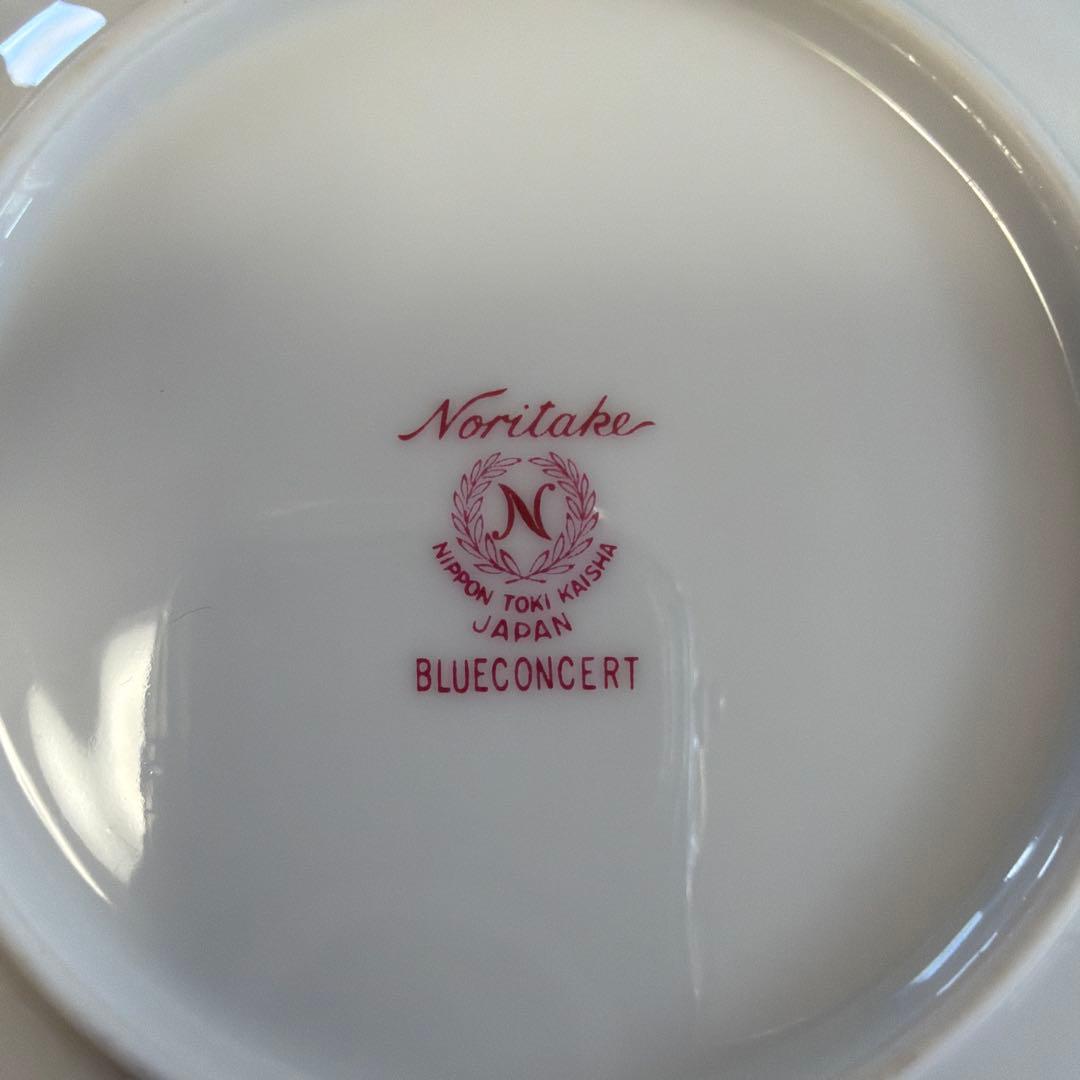 Noritake
N
NIPPON TOKI KAISHA
JAPAN
BLUECONCERT